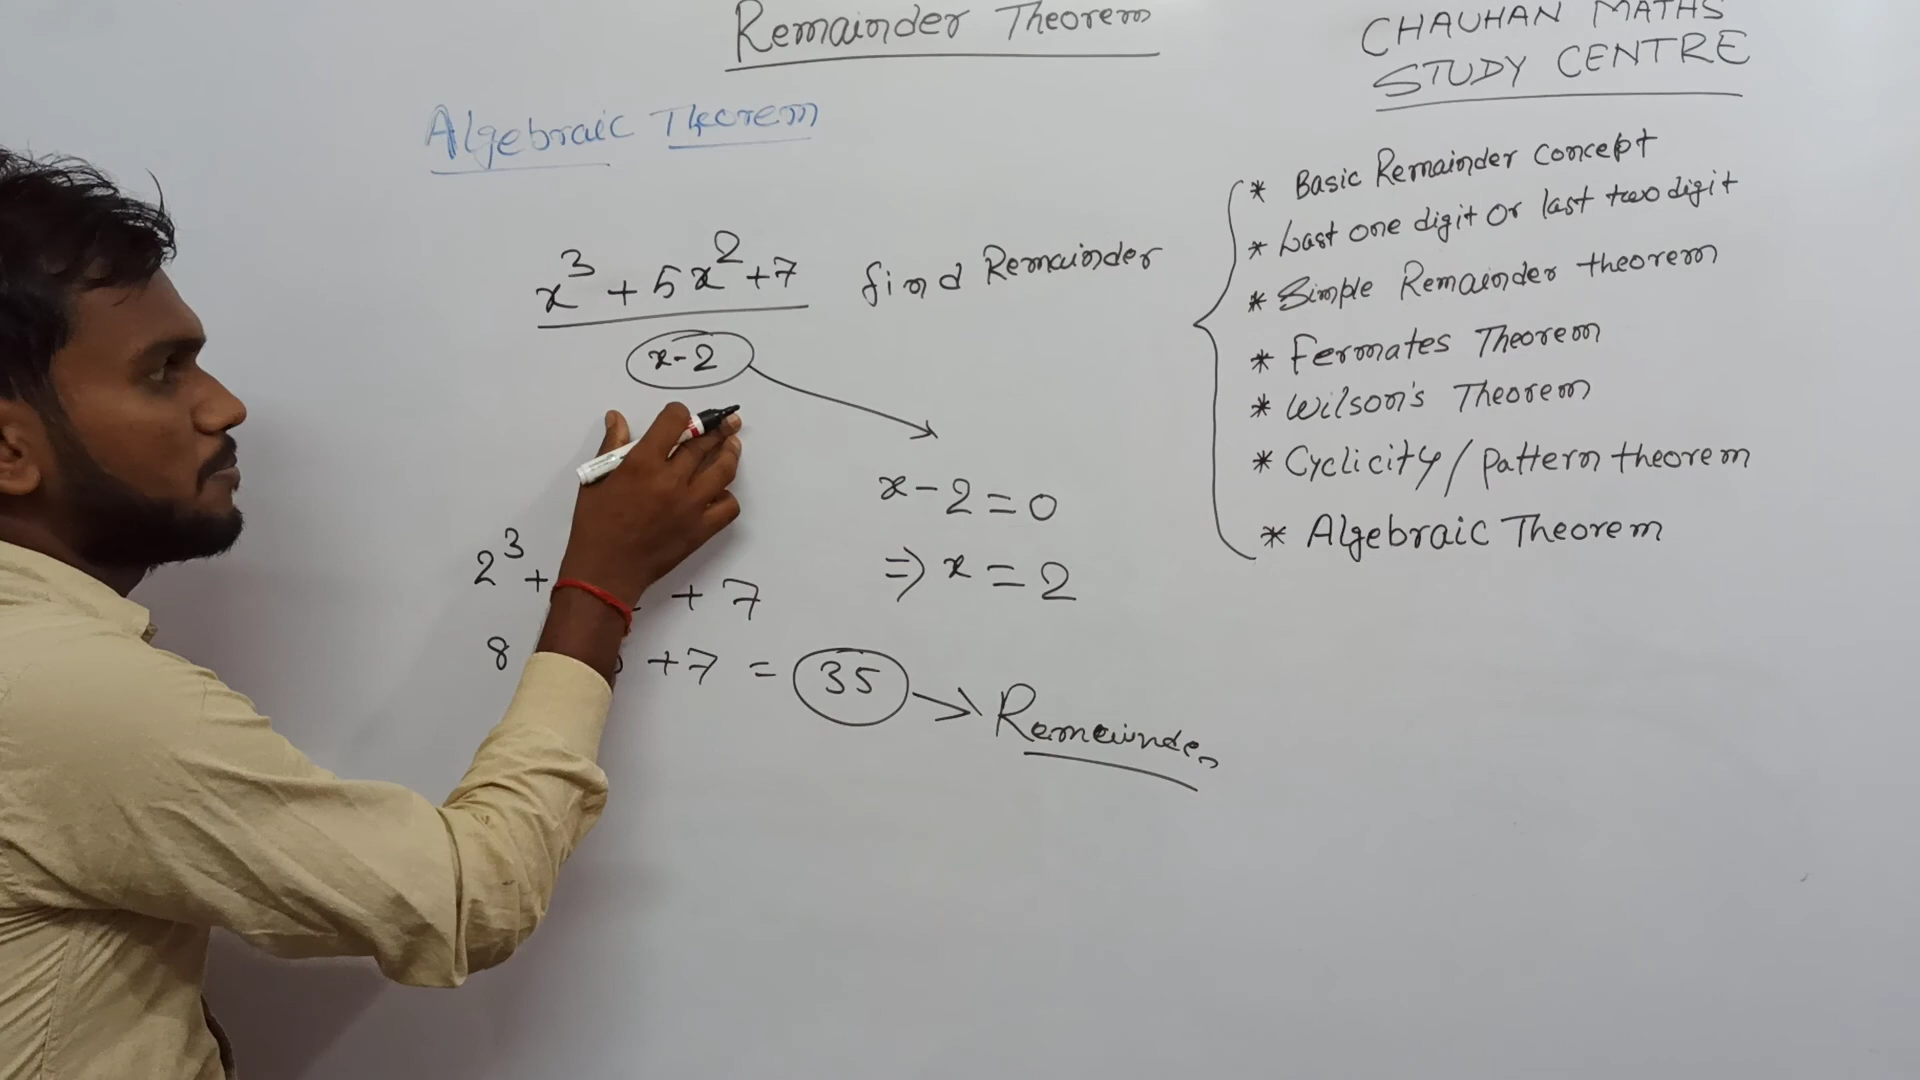 Remainder Theorem
CHAUHAN MATHS
STUDY CENTRE
Algebraic Theorem
x³ + 5x² + 7 find Remainder
x-2
x - 2 = 0
⇒ x = 2
2³ + + 7
8 + 7 = 35 → Remainder
* Basic Remainder concept
* Last one digit or last two digit
* Simple Remainder theorem
* Fermates Theorem
* Wilson's Theorem
* Cyclicity / pattern theorem
* Algebraic Theorem